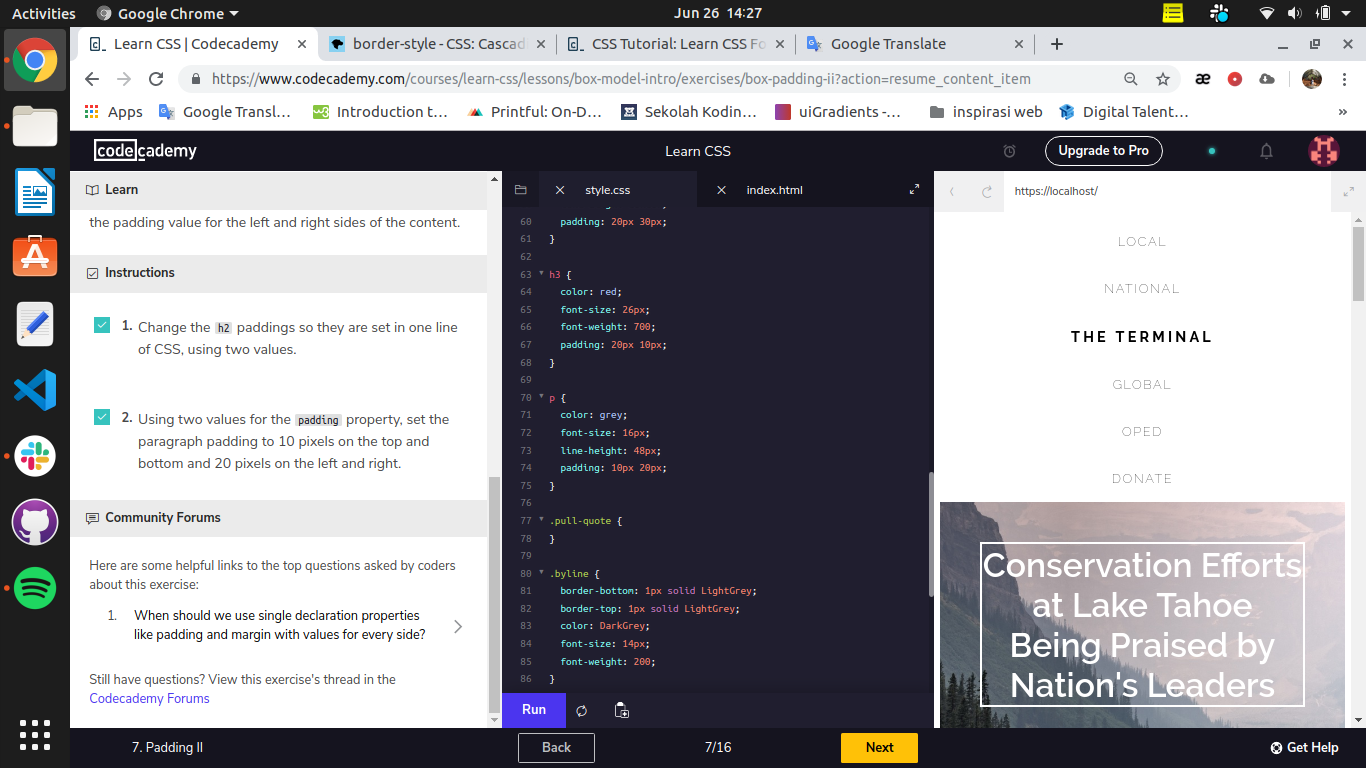 Activities
Google Chrome
Jun 26 14:27
Learn CSS | Codecademy
border-style - CSS: Cascad
CSS Tutorial: Learn CSS Fo
Google Translate
https://www.codecademy.com/courses/learn-css/lessons/box-model-intro/exercises/box-padding-ii?action=resume_content_item
Apps
Google Transl…
Introduction t…
Printful: On-D…
Sekolah Kodin…
uiGradients -…
inspirasi web
Digital Talent…
»
codecademy
Learn CSS
Upgrade to Pro
Learn
the padding value for the left and right sides of the content.
Instructions
1. Change the h2 paddings so they are set in one line
of CSS, using two values.
2. Using two values for the padding property, set the
paragraph padding to 10 pixels on the top and
bottom and 20 pixels on the left and right.
Community Forums
Here are some helpful links to the top questions asked by coders
about this exercise:
1. When should we use single declaration properties
like padding and margin with values for every side?
Still have questions? View this exercise's thread in the
Codecademy Forums
style.css
index.html
60 padding: 20px 30px;
61 }
62
63 h3 {
64 color: red;
65 font-size: 26px;
66 font-weight: 700;
67 padding: 20px 10px;
68 }
69
70 p {
71 color: grey;
72 font-size: 16px;
73 line-height: 48px;
74 padding: 10px 20px;
75 }
76
77 .pull-quote {
78 }
79
80 .byline {
81 border-bottom: 1px solid LightGrey;
82 border-top: 1px solid LightGrey;
83 color: DarkGrey;
84 font-size: 14px;
85 font-weight: 200;
86 }
Run
https://localhost/
LOCAL
NATIONAL
THE TERMINAL
GLOBAL
OPED
DONATE
Conservation Efforts
at Lake Tahoe
Being Praised by
Nation's Leaders
7. Padding II
Back
7/16
Next
Get Help